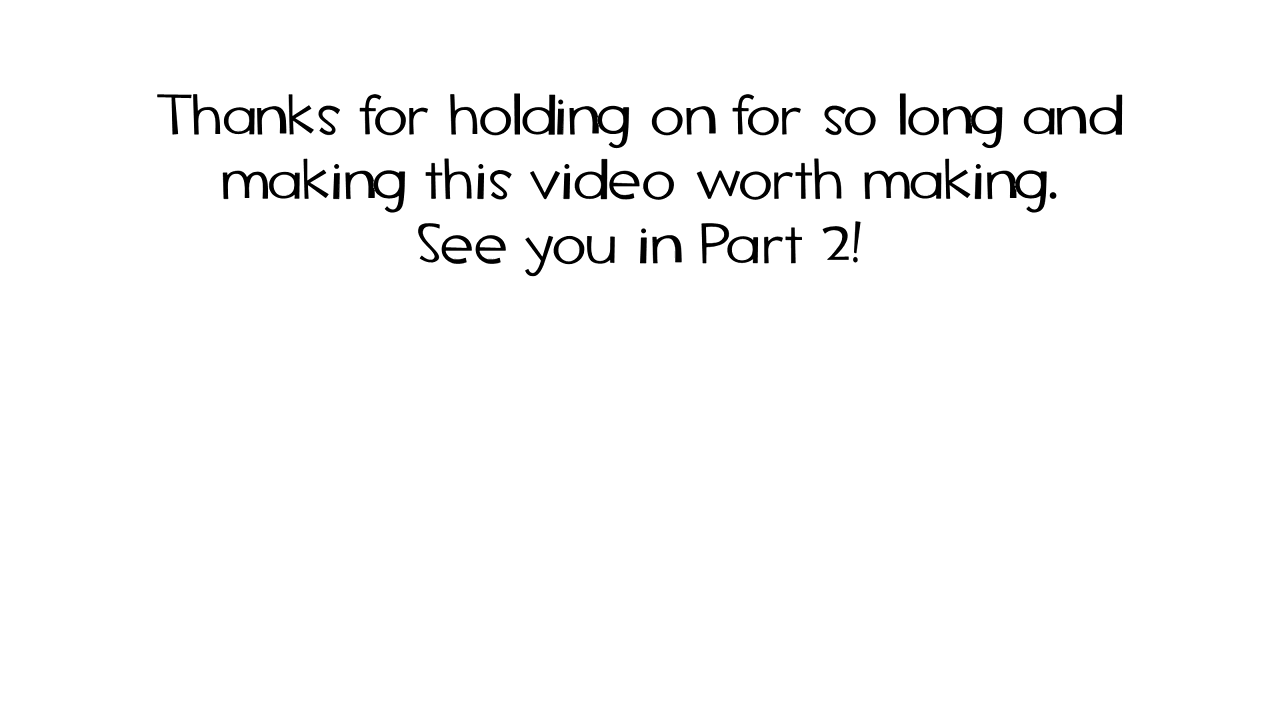 Thanks for holding on for so long and
making this video worth making.
See you in Part 2!